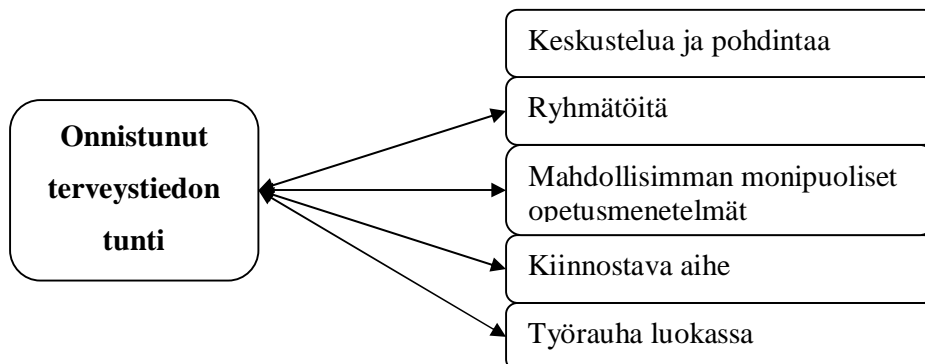 Onnistunut
terveystiedon
tunti
Keskustelua ja pohdintaa
Ryhmätöitä
Mahdollisimman monipuoliset
opetusmenetelmät
Kiinnostava aihe
Työrauha luokassa